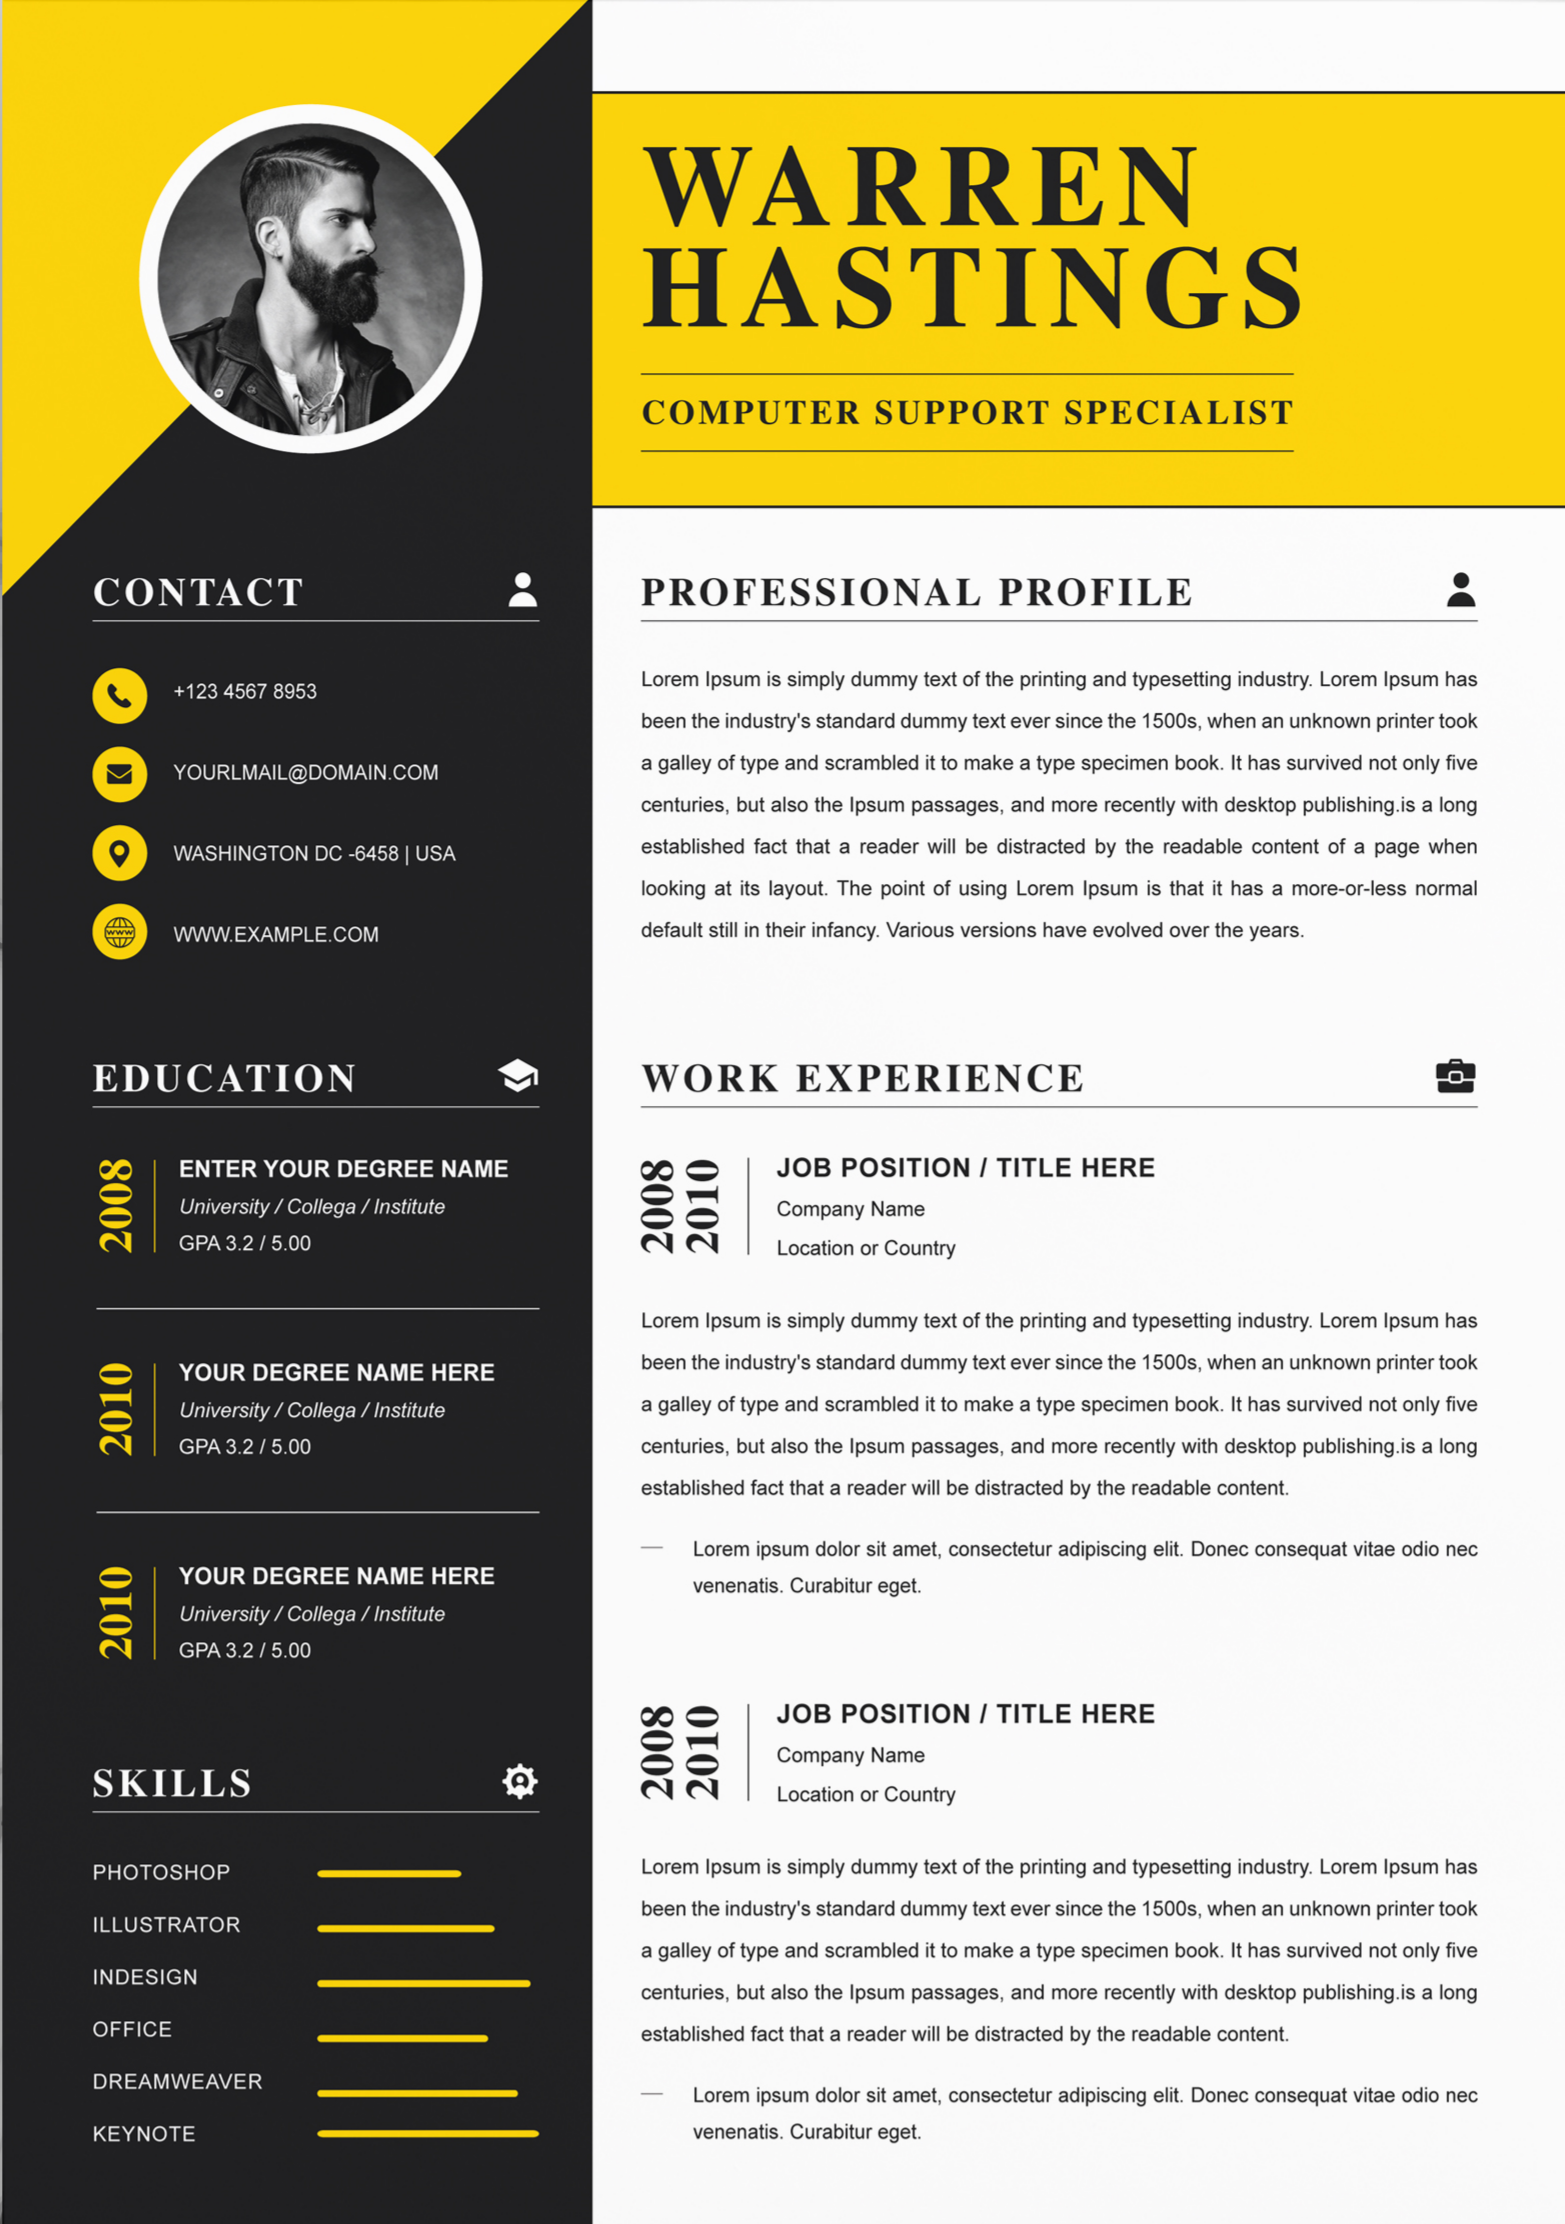 WARREN
HASTINGS
COMPUTER SUPPORT SPECIALIST
CONTACT
+123 4567 8953
YOURLMAIL@DOMAIN.COM
WASHINGTON DC -6458 | USA
WWW
WWW.EXAMPLE.COM
EDUCATION
2008
ENTER YOUR DEGREE NAME
University / Collega / Institute
GPA 3.2 / 5.00
2010
YOUR DEGREE NAME HERE
University / Collega / Institute
GPA 3.2 / 5.00
2010
YOUR DEGREE NAME HERE
University / Collega / Institute
GPA 3.2 / 5.00
SKILLS
PHOTOSHOP
ILLUSTRATOR
INDESIGN
OFFICE
DREAMWEAVER
KEYNOTE
PROFESSIONAL PROFILE
Lorem Ipsum is simply dummy text of the printing and typesetting industry. Lorem Ipsum has
been the industry's standard dummy text ever since the 1500s, when an unknown printer took
a galley of type and scrambled it to make a type specimen book. It has survived not only five
centuries, but also the Ipsum passages, and more recently with desktop publishing.is a long
established fact that a reader will be distracted by the readable content of a page when
looking at its layout. The point of using Lorem Ipsum is that it has a more-or-less normal
default still in their infancy. Various versions have evolved over the years.
WORK EXPERIENCE
2008
2010
JOB POSITION / TITLE HERE
Company Name
Location or Country
Lorem Ipsum is simply dummy text of the printing and typesetting industry. Lorem Ipsum has
been the industry's standard dummy text ever since the 1500s, when an unknown printer took
a galley of type and scrambled it to make a type specimen book. It has survived not only five
centuries, but also the Ipsum passages, and more recently with desktop publishing.is a long
established fact that a reader will be distracted by the readable content.
— Lorem ipsum dolor sit amet, consectetur adipiscing elit. Donec consequat vitae odio nec
venenatis. Curabitur eget.
2008
2010
JOB POSITION / TITLE HERE
Company Name
Location or Country
Lorem Ipsum is simply dummy text of the printing and typesetting industry. Lorem Ipsum has
been the industry's standard dummy text ever since the 1500s, when an unknown printer took
a galley of type and scrambled it to make a type specimen book. It has survived not only five
centuries, but also the Ipsum passages, and more recently with desktop publishing.is a long
established fact that a reader will be distracted by the readable content.
— Lorem ipsum dolor sit amet, consectetur adipiscing elit. Donec consequat vitae odio nec
venenatis. Curabitur eget.